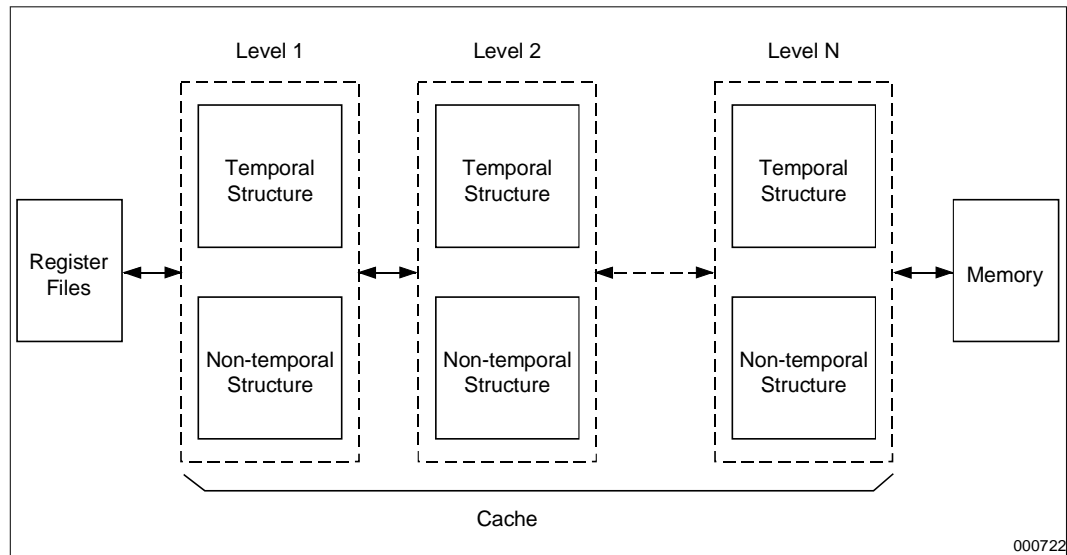 Level 1
Level 2
Level N
Temporal
Structure
Temporal
Structure
Temporal
Structure
Register
Files
Memory
Non-temporal
Structure
Non-temporal
Structure
Non-temporal
Structure
Cache
000722